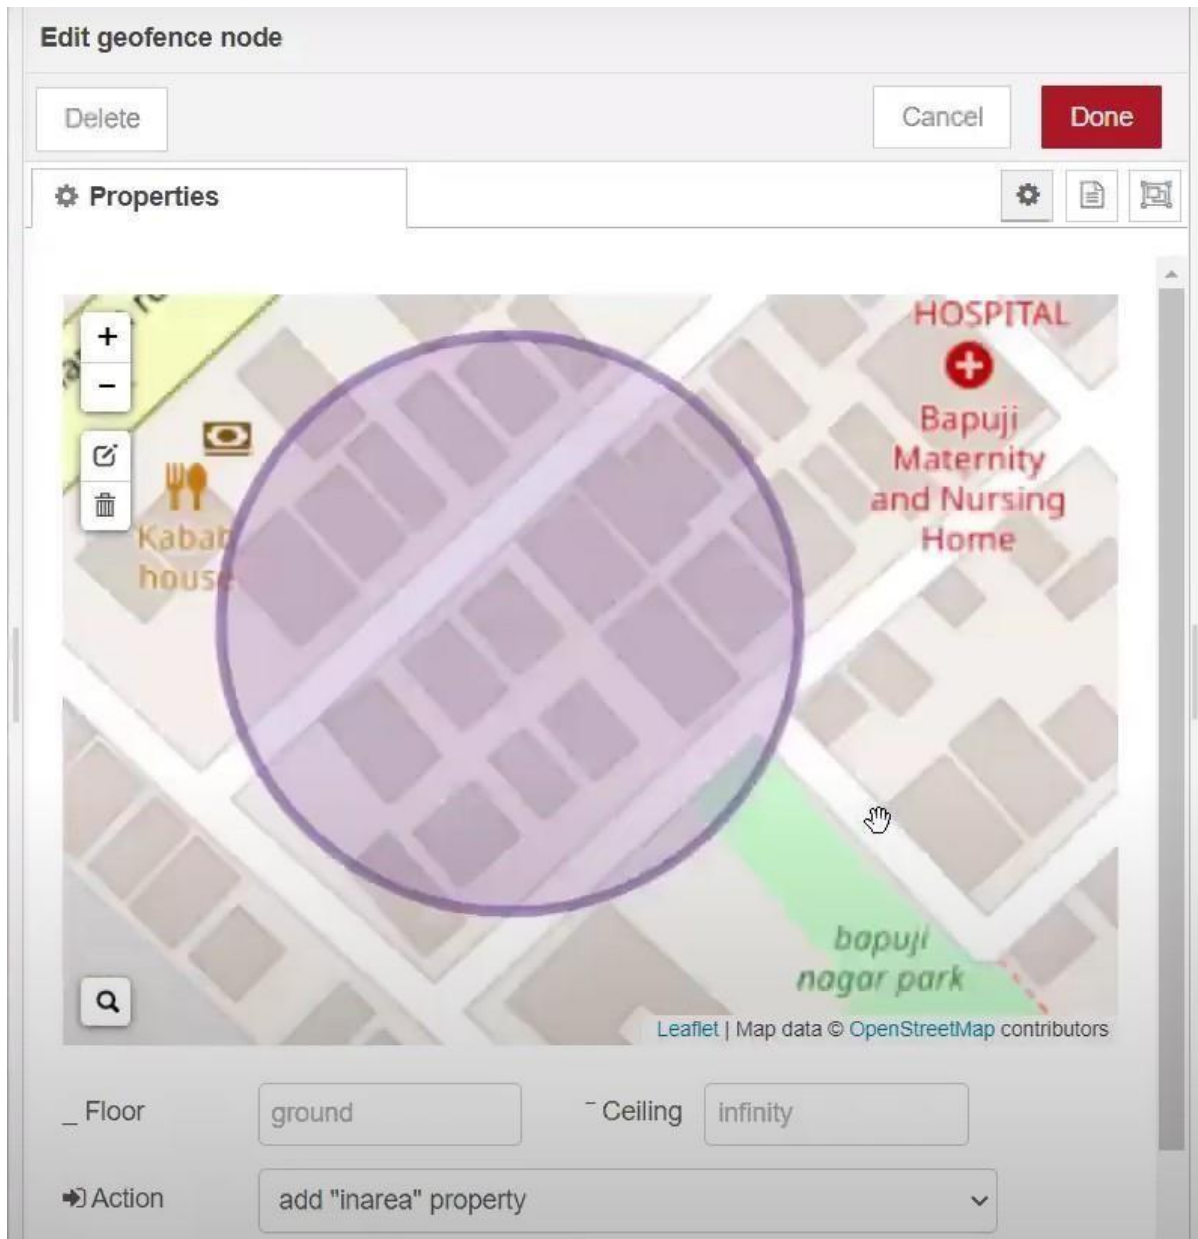 Edit geofence node
Delete
Cancel
Done
Properties
+
−
HOSPITAL
Bapuji
Maternity
and Nursing
Home
Kabab
house
bapuji
nagar park
Leaflet | Map data © OpenStreetMap contributors
_ Floor
ground
‾ Ceiling
infinity
Action
add "inarea" property